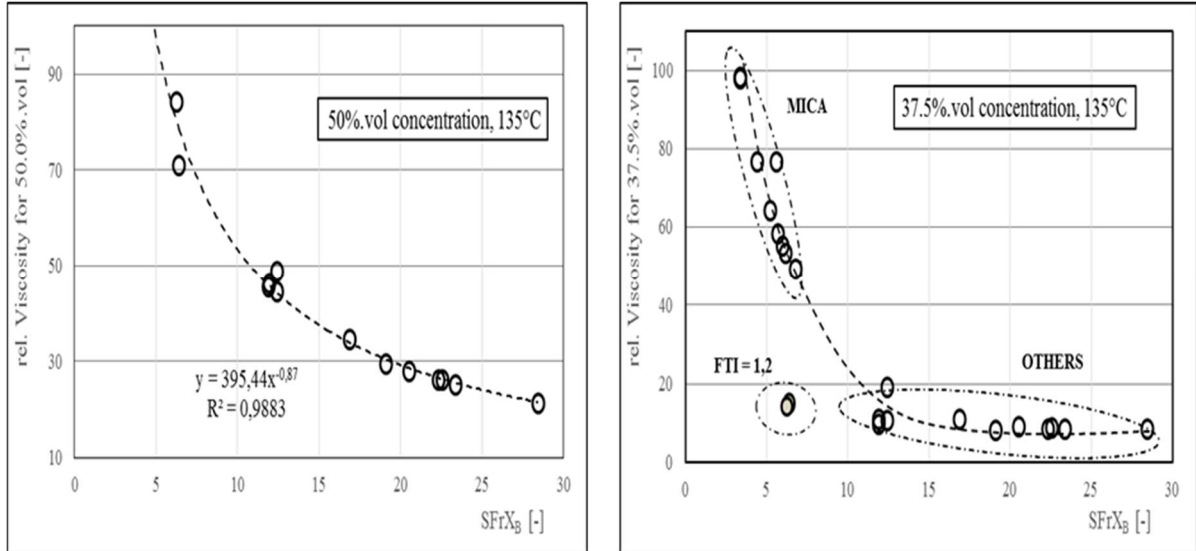 rel. Viscosity for 50.0%.vol [-]
90
70
50
30
10
50%.vol concentration, 135°C
y = 395,44x^-0,87
R² = 0,9883
0 5 10 15 20 25 30
SFrX_B [-]
rel. Viscosity for 37.5%.vol [-]
100
80
60
40
20
0
MICA
37.5%.vol concentration, 135°C
FTI = 1,2
OTHERS
0 5 10 15 20 25 30
SFrX_B [-]